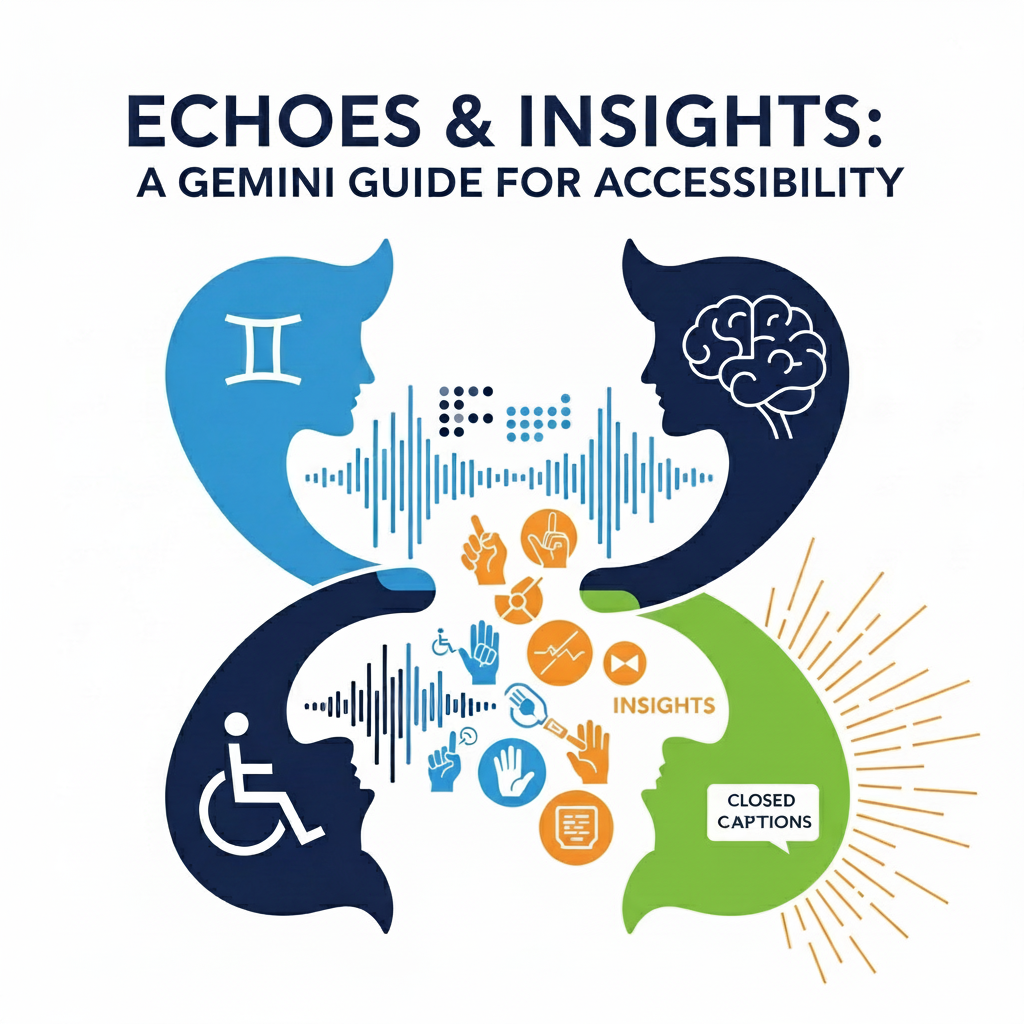 ECHOES & INSIGHTS:
A GEMINI GUIDE FOR ACCESSIBILITY
INSIGHTS
CLOSED
CAPTIONS